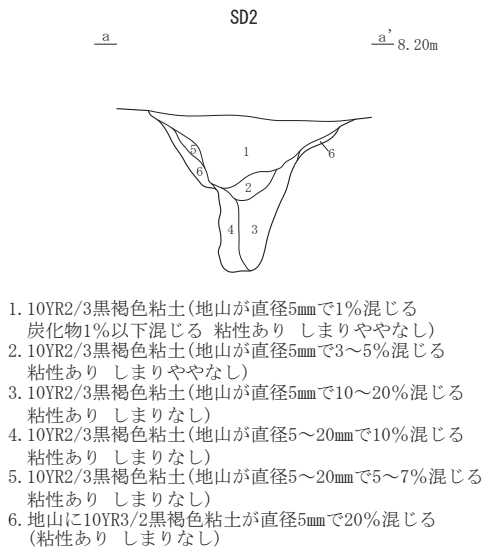 SD2
a
a' 8.20m
5
1
6
6
2
4
3
1.10YR2/3黒褐色粘土(地山が直径5㎜で1%混じる
炭化物1%以下混じる 粘性あり しまりややなし)
2.10YR2/3黒褐色粘土(地山が直径5㎜で3〜5%混じる
粘性あり しまりややなし)
3.10YR2/3黒褐色粘土(地山が直径5㎜で10〜20%混じる
粘性あり しまりなし)
4.10YR2/3黒褐色粘土(地山が直径5〜20㎜で10%混じる
粘性あり しまりなし)
5.10YR2/3黒褐色粘土(地山が直径5〜20㎜で5〜7%混じる
粘性あり しまりなし)
6.地山に10YR3/2黒褐色粘土が直径5㎜で20%混じる
(粘性あり しまりなし)